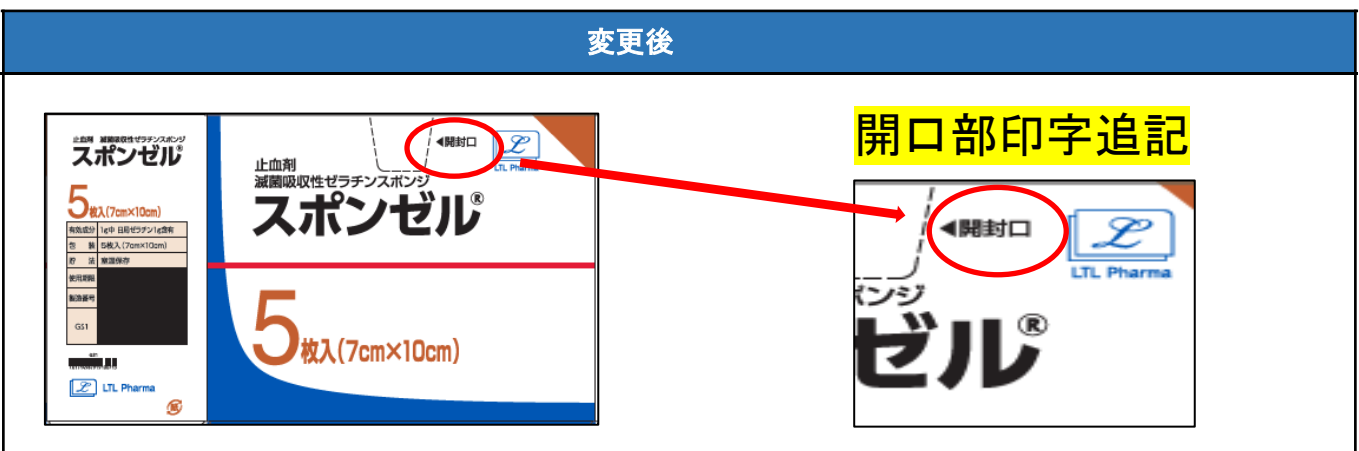 変更後
止血剤 滅菌吸収性ゼラチンスポンジ
スポンゼル®
5枚入(7cm×10cm)
有効成分 1g中 日局ゼラチン1g含有
包装 5枚入(7cm×10cm)
貯法 室温保存
使用期限
製造番号
GS1
LTL Pharma
紙
◀開封口
LTL Pharma
止血剤
滅菌吸収性ゼラチンスポンジ
スポンゼル®
5枚入(7cm×10cm)
開口部印字追記
◀開封口
LTL Pharma
ポンジ
ゼル®